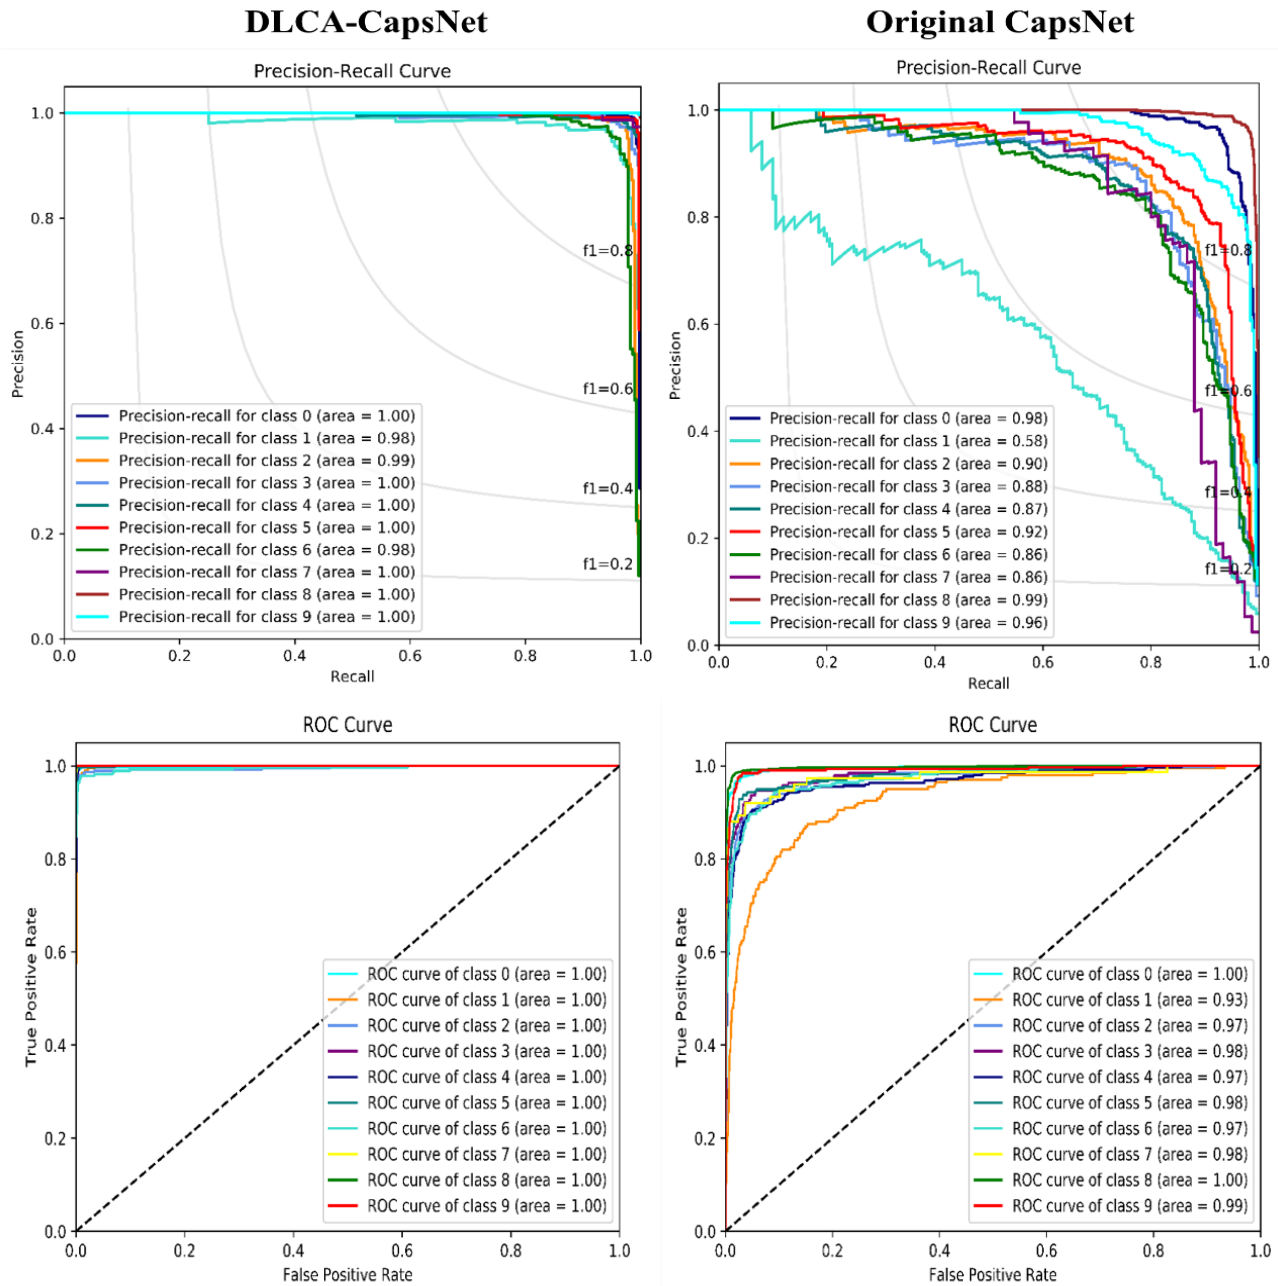 DLCA-CapsNet
Original CapsNet
Precision-Recall Curve
Precision
1.0
0.8
0.6
0.4
0.2
0.0
f1=0.8
f1=0.6
f1=0.4
f1=0.2
Precision-recall for class 0 (area = 1.00)
Precision-recall for class 1 (area = 0.98)
Precision-recall for class 2 (area = 0.99)
Precision-recall for class 3 (area = 1.00)
Precision-recall for class 4 (area = 1.00)
Precision-recall for class 5 (area = 1.00)
Precision-recall for class 6 (area = 0.98)
Precision-recall for class 7 (area = 1.00)
Precision-recall for class 8 (area = 1.00)
Precision-recall for class 9 (area = 1.00)
0.0 0.2 0.4 0.6 0.8 1.0
Recall
Precision-Recall Curve
Precision
1.0
0.8
0.6
0.4
0.2
0.0
f1=0.8
f1=0.6
f1=0.4
f1=0.2
Precision-recall for class 0 (area = 0.98)
Precision-recall for class 1 (area = 0.58)
Precision-recall for class 2 (area = 0.90)
Precision-recall for class 3 (area = 0.88)
Precision-recall for class 4 (area = 0.87)
Precision-recall for class 5 (area = 0.92)
Precision-recall for class 6 (area = 0.86)
Precision-recall for class 7 (area = 0.86)
Precision-recall for class 8 (area = 0.99)
Precision-recall for class 9 (area = 0.96)
0.0 0.2 0.4 0.6 0.8 1.0
Recall
ROC Curve
True Positive Rate
1.0
0.8
0.6
0.4
0.2
0.0
ROC curve of class 0 (area = 1.00)
ROC curve of class 1 (area = 1.00)
ROC curve of class 2 (area = 1.00)
ROC curve of class 3 (area = 1.00)
ROC curve of class 4 (area = 1.00)
ROC curve of class 5 (area = 1.00)
ROC curve of class 6 (area = 1.00)
ROC curve of class 7 (area = 1.00)
ROC curve of class 8 (area = 1.00)
ROC curve of class 9 (area = 1.00)
0.0 0.2 0.4 0.6 0.8 1.0
False Positive Rate
ROC Curve
True Positive Rate
1.0
0.8
0.6
0.4
0.2
0.0
ROC curve of class 0 (area = 1.00)
ROC curve of class 1 (area = 0.93)
ROC curve of class 2 (area = 0.97)
ROC curve of class 3 (area = 0.98)
ROC curve of class 4 (area = 0.97)
ROC curve of class 5 (area = 0.98)
ROC curve of class 6 (area = 0.97)
ROC curve of class 7 (area = 0.98)
ROC curve of class 8 (area = 1.00)
ROC curve of class 9 (area = 0.99)
0.0 0.2 0.4 0.6 0.8 1.0
False Positive Rate